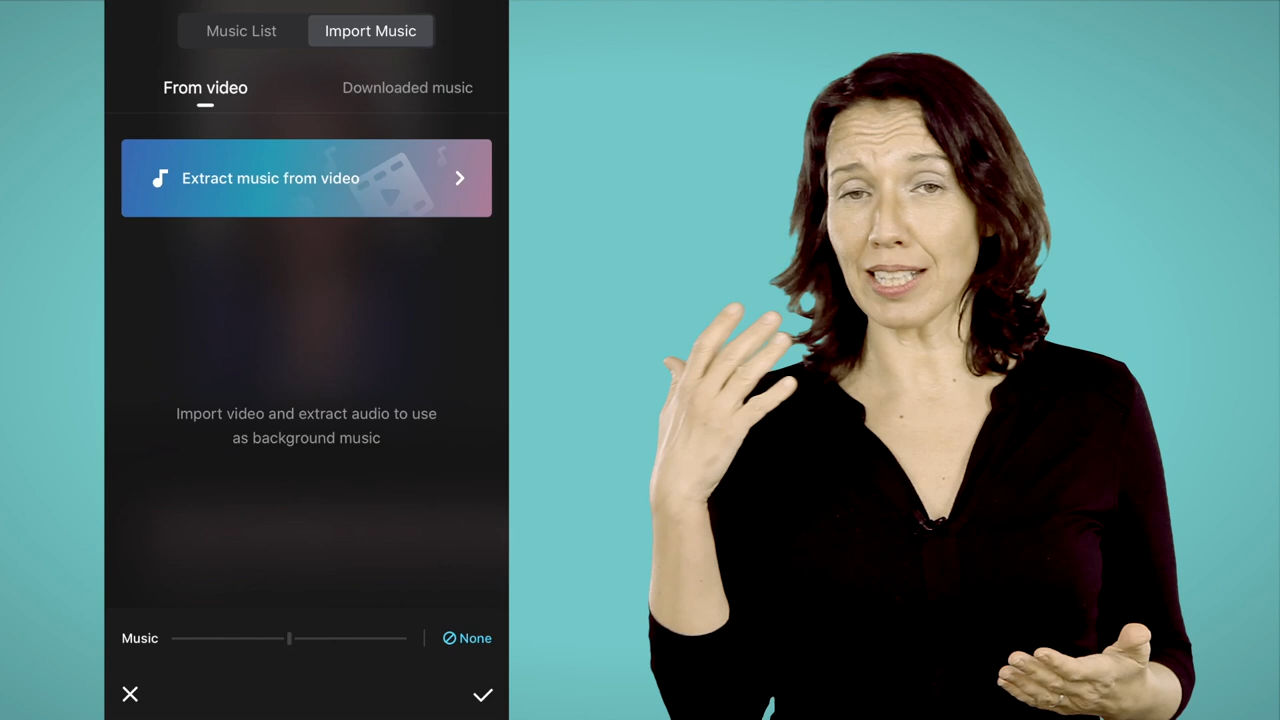 Music List
Import Music
From video
Downloaded music
Extract music from video
Import video and extract audio to use
as background music
Music
None